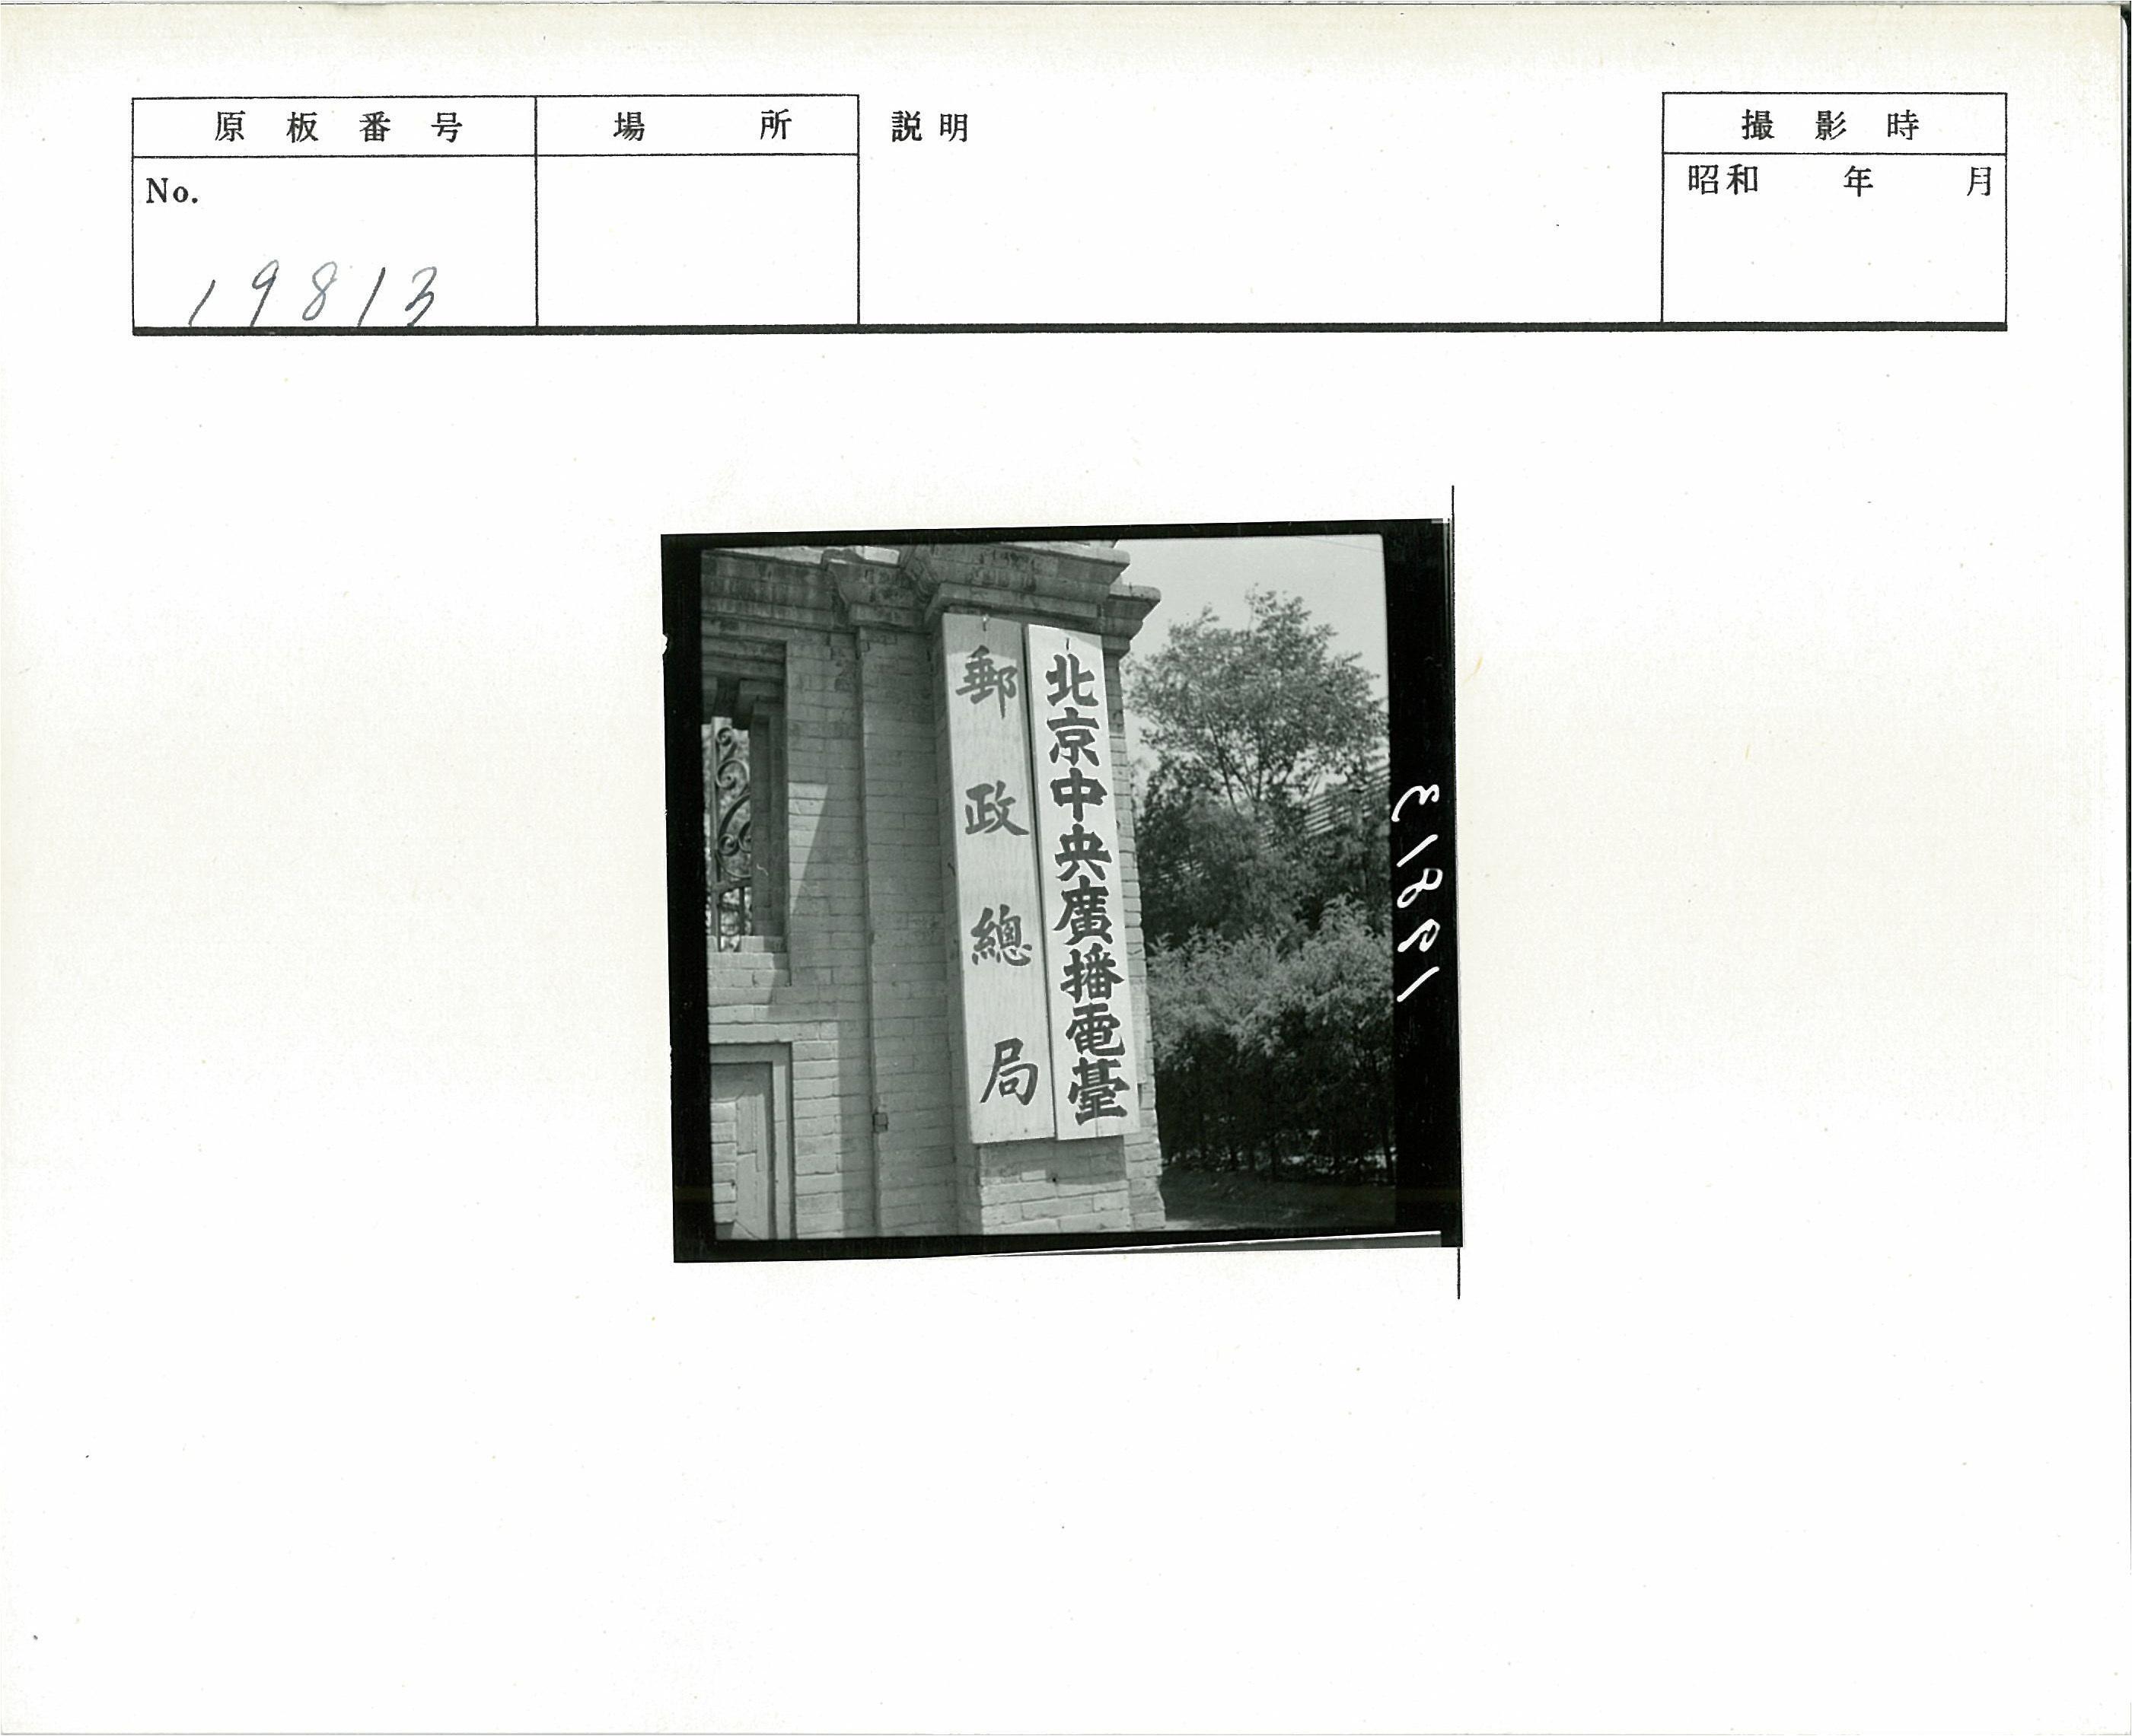 原板番号
場所
説明
撮影時
No.
19813
昭和 年 月
北京中央廣播電臺
郵政總局
19813